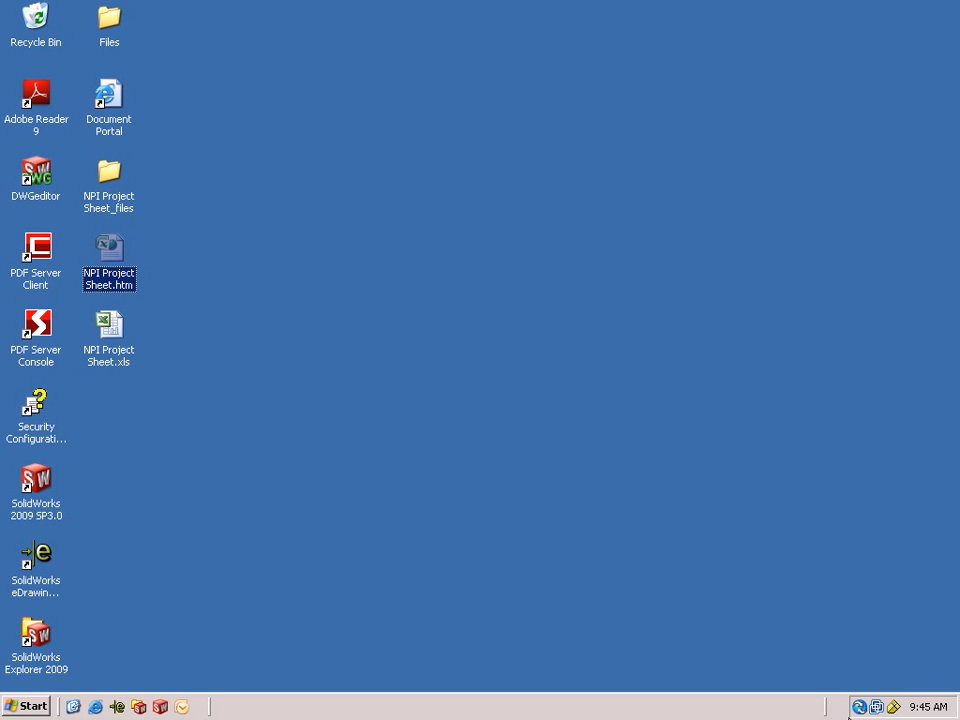 Recycle Bin
Files
Adobe Reader
9
Document
Portal
DWGeditor
NPI Project
Sheet_files
PDF Server
Client
NPI Project
Sheet.htm
PDF Server
Console
NPI Project
Sheet.xls
Security
Configurati...
SolidWorks
2009 SP3.0
SolidWorks
eDrawin...
SolidWorks
Explorer 2009
Start
9:45 AM